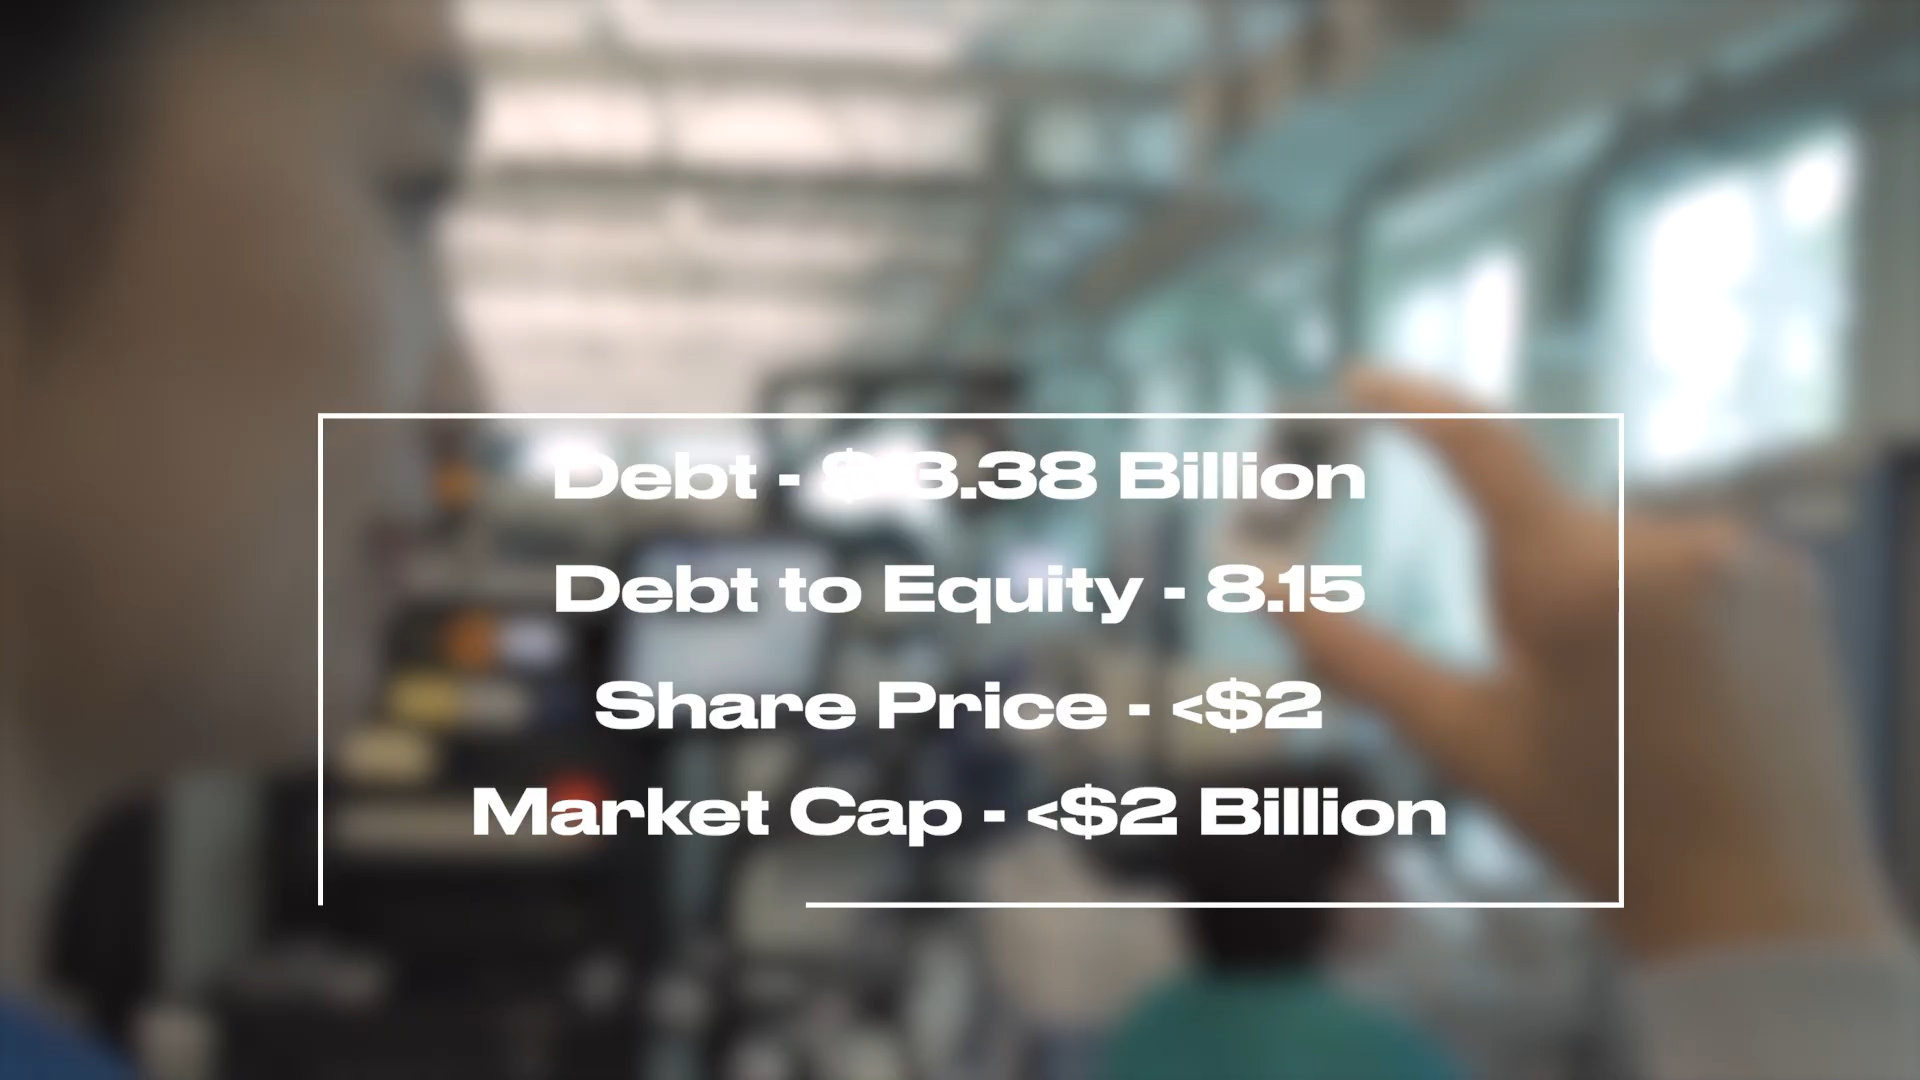 Debt - Billion
Debt to Equity - 8.15
Share Price - <$2
Market Cap - <$2 Billion